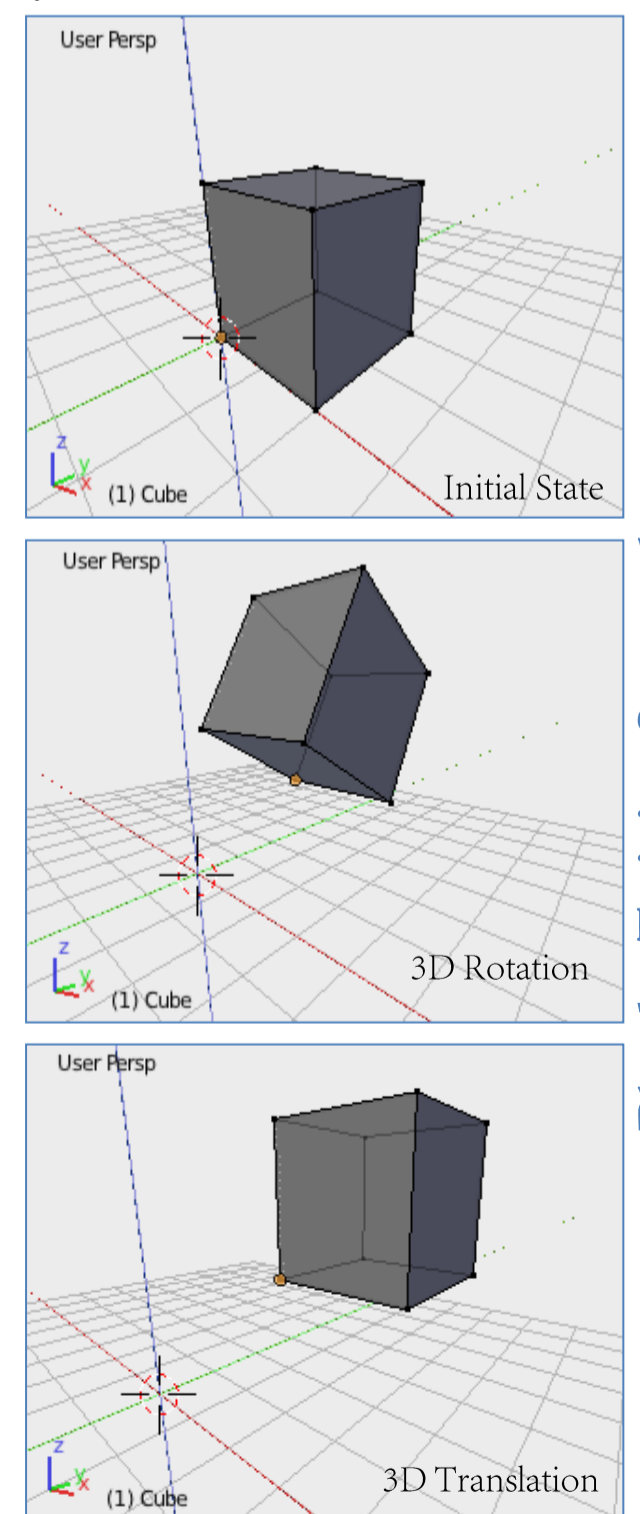 User Persp
z
y
x
(1) Cube
Initial State
User Persp
z
y
x
(1) Cube
3D Rotation
User Persp
z
y
x
(1) Cube
3D Translation